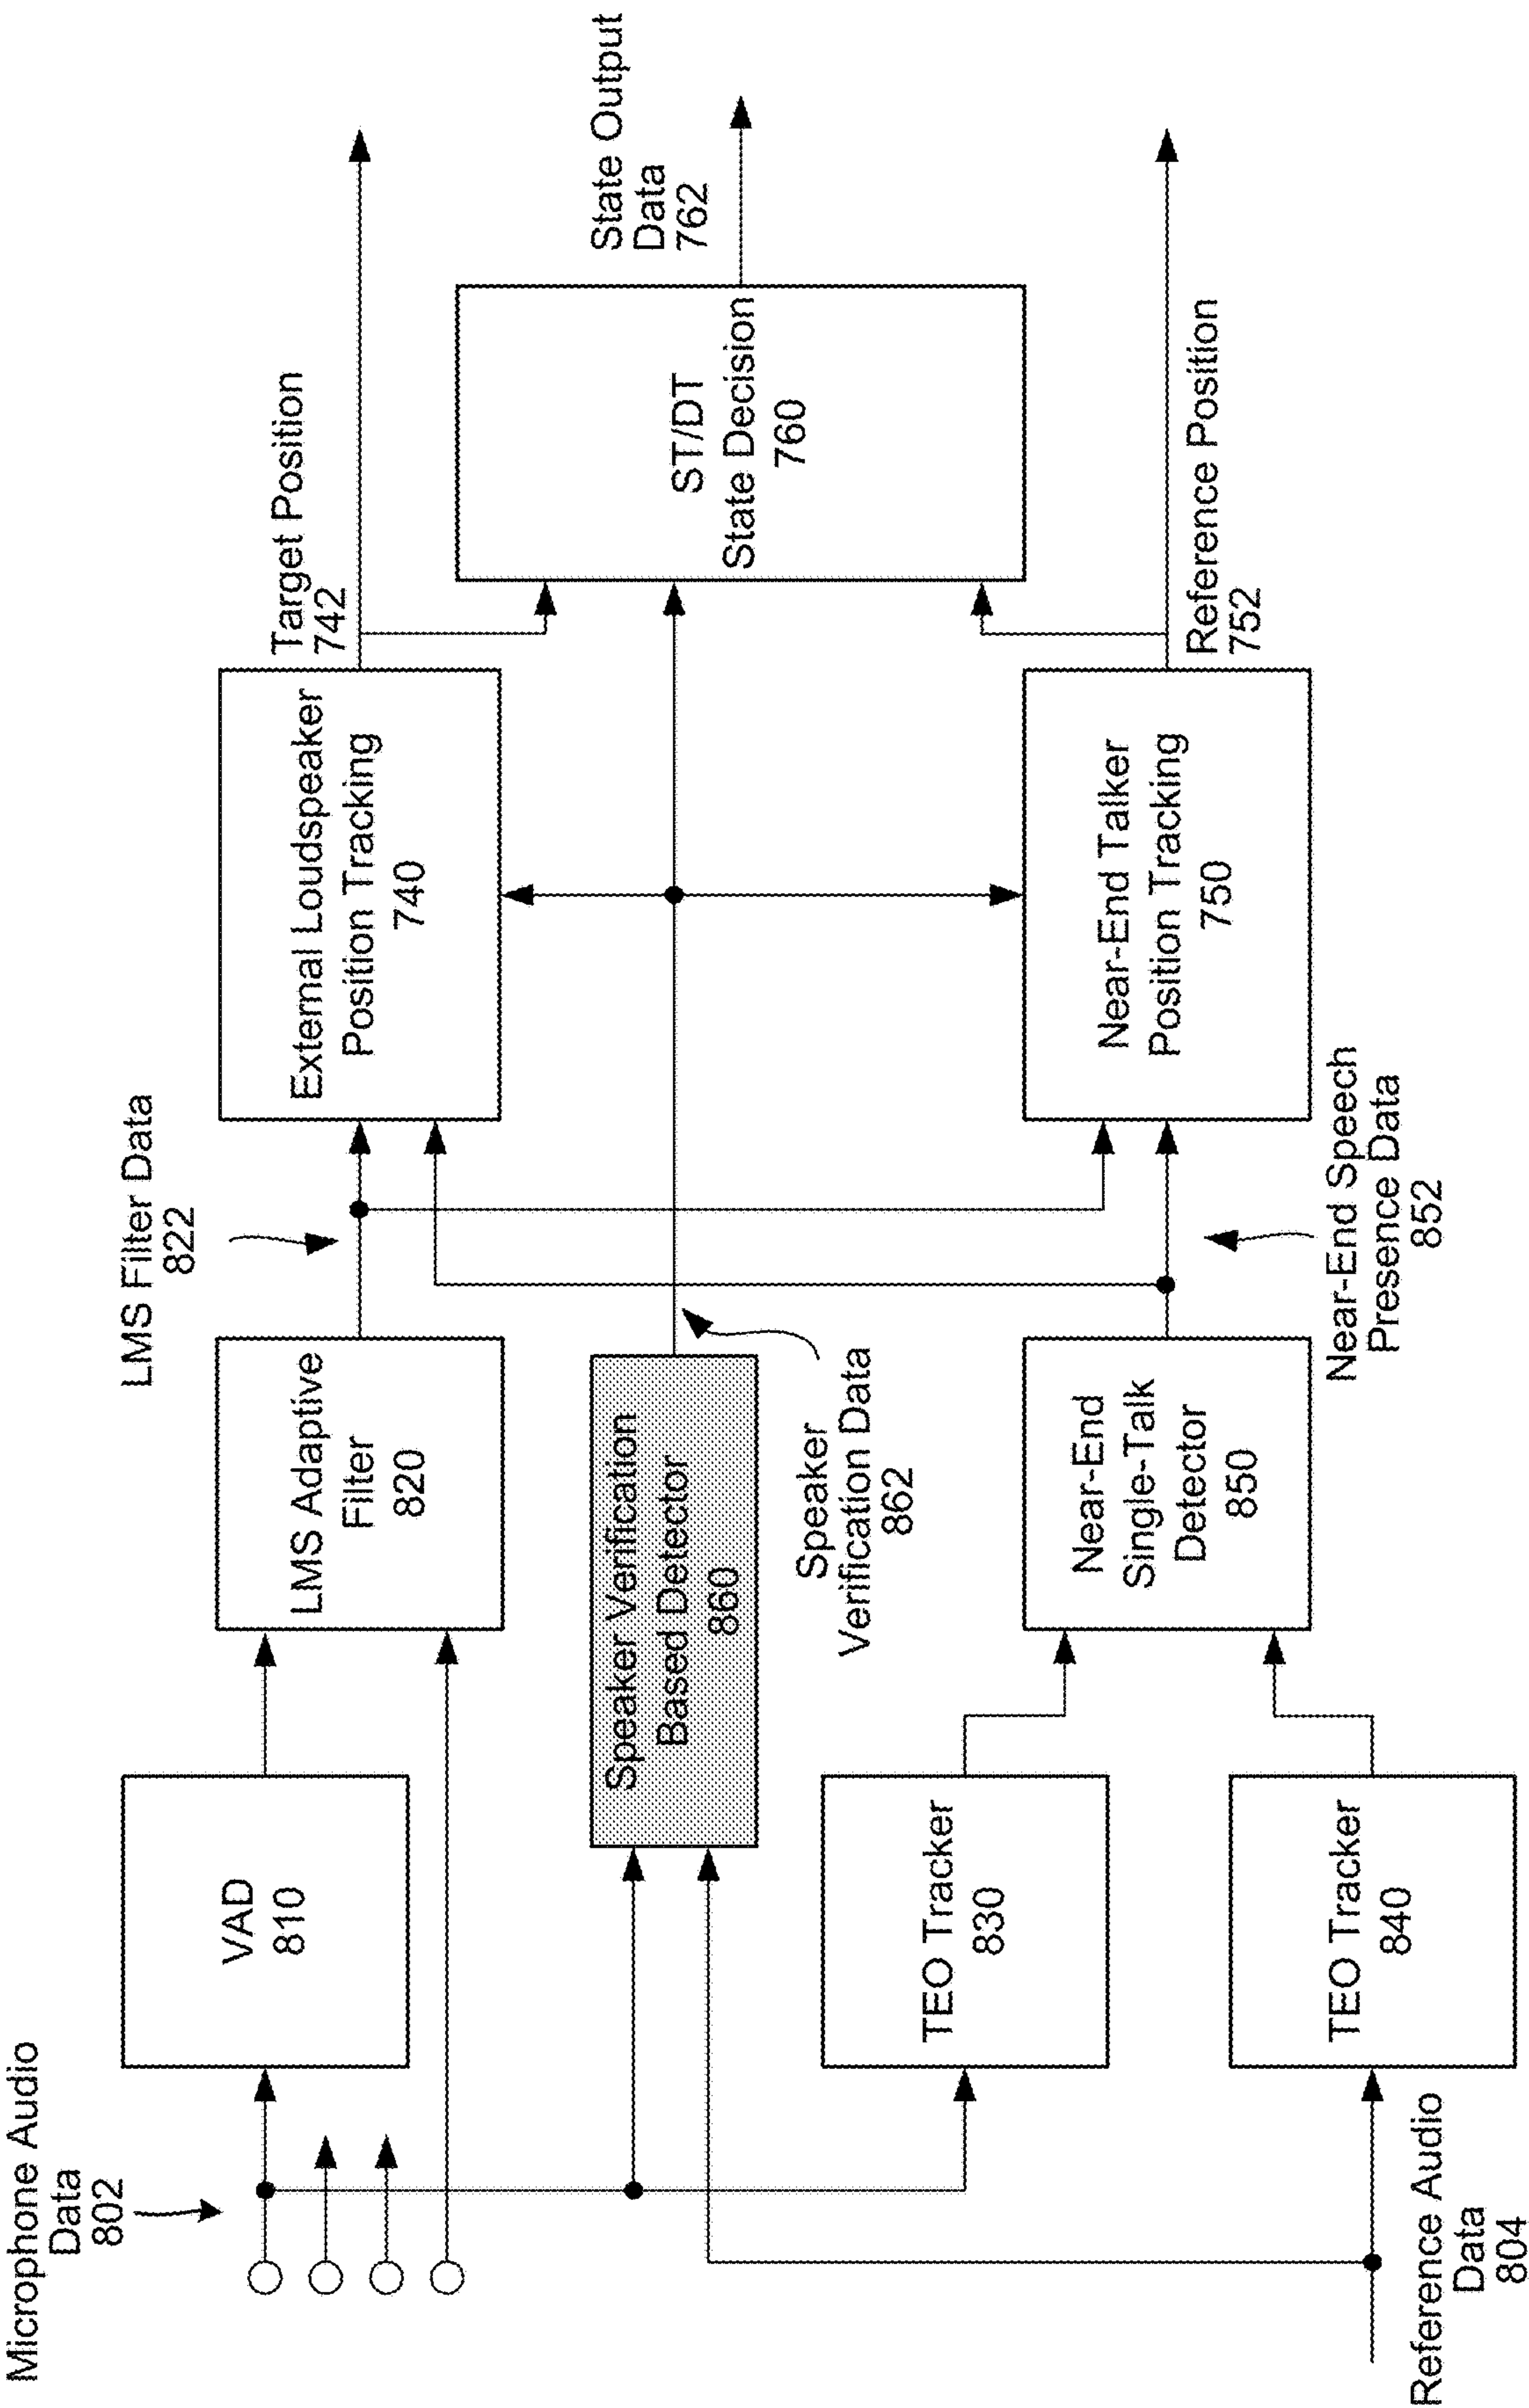 Microphone Audio
Data
802
VAD
810
LMS Adaptive
Filter
820
LMS Filter Data
822
External Loudspeaker
Position Tracking
740
Target Position
742
Speaker Verification
Based Detector
860
Speaker
Verification Data
862
ST/DT
State Decision
760
State Output
Data
762
TEO Tracker
830
TEO Tracker
840
Near-End
Single-Talk
Detector
850
Near-End Speech
Presence Data
852
Near-End Talker
Position Tracking
750
Reference Position
752
Reference Audio
Data
804